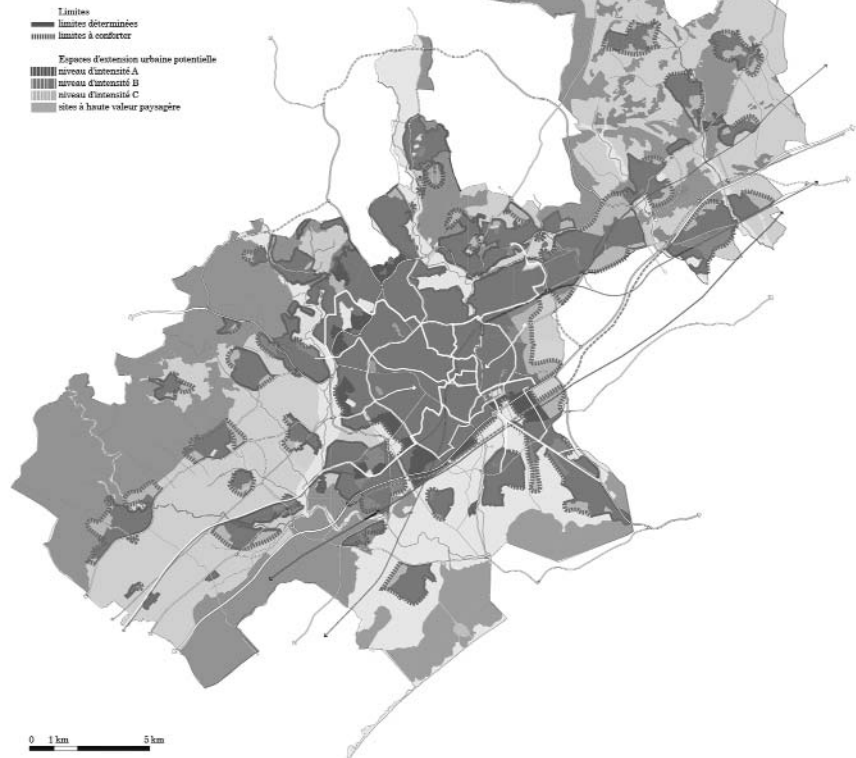 Limites
limites déterminées
limites à conforter
Espaces d'extension urbaine potentielle
niveau d'intensité A
niveau d'intensité B
niveau d'intensité C
sites à haute valeur paysagère
0 1 km 5 km